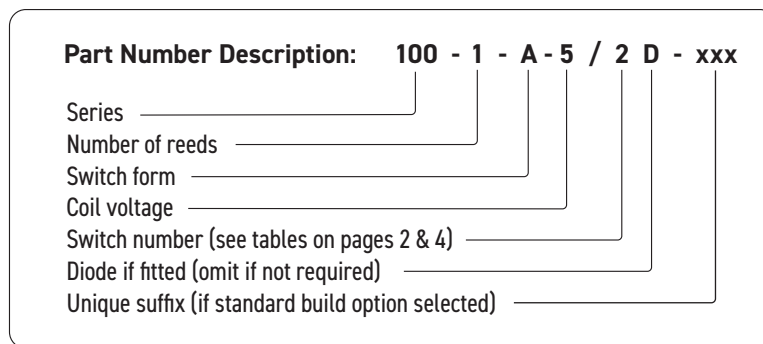 Part Number Description: 100 - 1 - A - 5 / 2 D - xxx
Series
Number of reeds
Switch form
Coil voltage
Switch number (see tables on pages 2 & 4)
Diode if fitted (omit if not required)
Unique suffix (if standard build option selected)